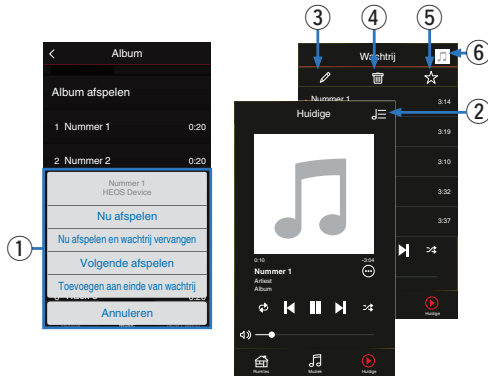 ③ ④ ⑤ ⑥
Album
Album afspelen
1 Nummer 1 0:20
2 Nummer 2 0:20
①
Nummer 1
HEOS Device
Nu afspelen
Nu afspelen en wachtrij vervangen
Volgende afspelen
Toevoegen aan einde van wachtrij
Annuleren
Wachtrij
Nummer 1 3:14
3:19
3:10
3:32
3:37
Huidige
②
Huidige
0:10 -3:04
Nummer 1
Artiest
Album
Ruimtes Muziek Huidige